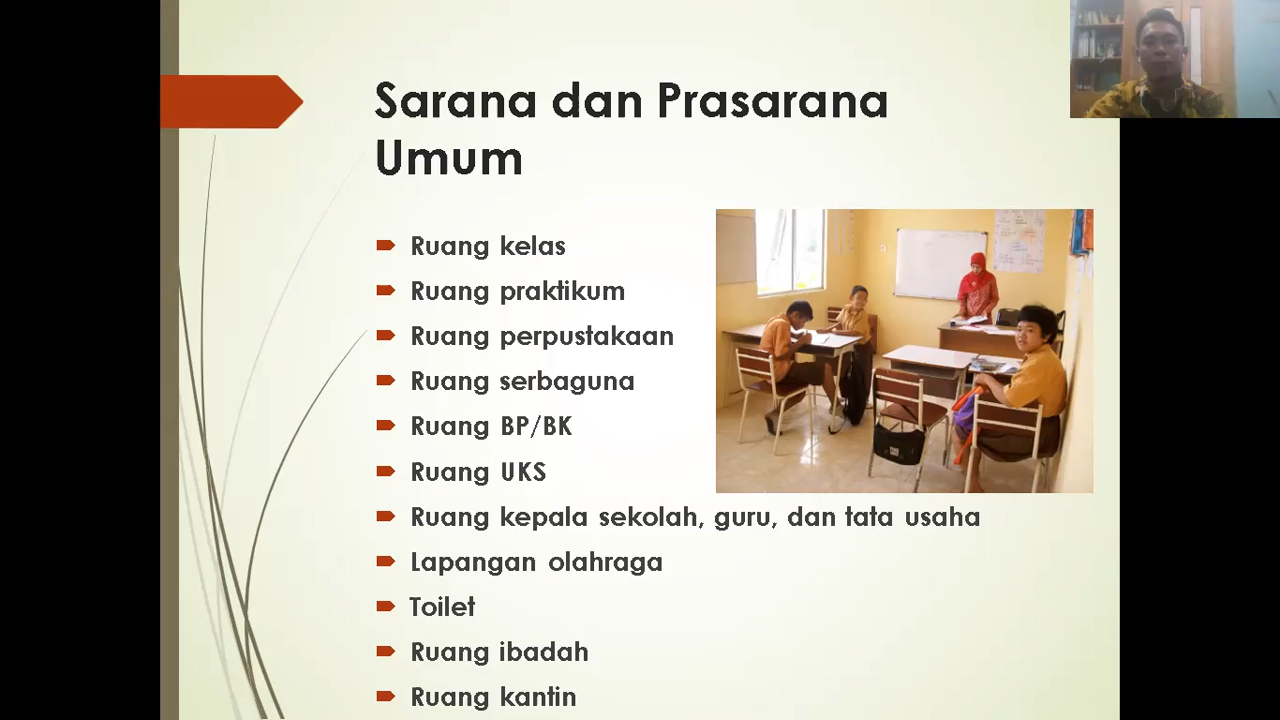 Sarana dan Prasarana
Umum
Ruang kelas
Ruang praktikum
Ruang perpustakaan
Ruang serbaguna
Ruang BP/BK
Ruang UKS
Ruang kepala sekolah, guru, dan tata usaha
Lapangan olahraga
Toilet
Ruang ibadah
Ruang kantin